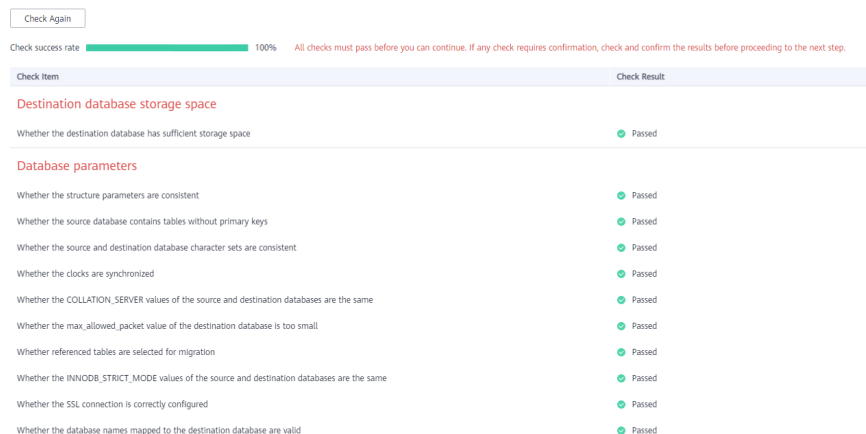 Check Again
Check success rate 100% All checks must pass before you can continue. If any check requires confirmation, check and confirm the results before proceeding to the next step.
Check Item Check Result
Destination database storage space
Whether the destination database has sufficient storage space Passed
Database parameters
Whether the structure parameters are consistent Passed
Whether the source database contains tables without primary keys Passed
Whether the source and destination database character sets are consistent Passed
Whether the clocks are synchronized Passed
Whether the COLLATION_SERVER values of the source and destination databases are the same Passed
Whether the max_allowed_packet value of the destination database is too small Passed
Whether referenced tables are selected for migration Passed
Whether the INNODB_STRICT_MODE values of the source and destination databases are the same Passed
Whether the SSL connection is correctly configured Passed
Whether the database names mapped to the destination database are valid Passed